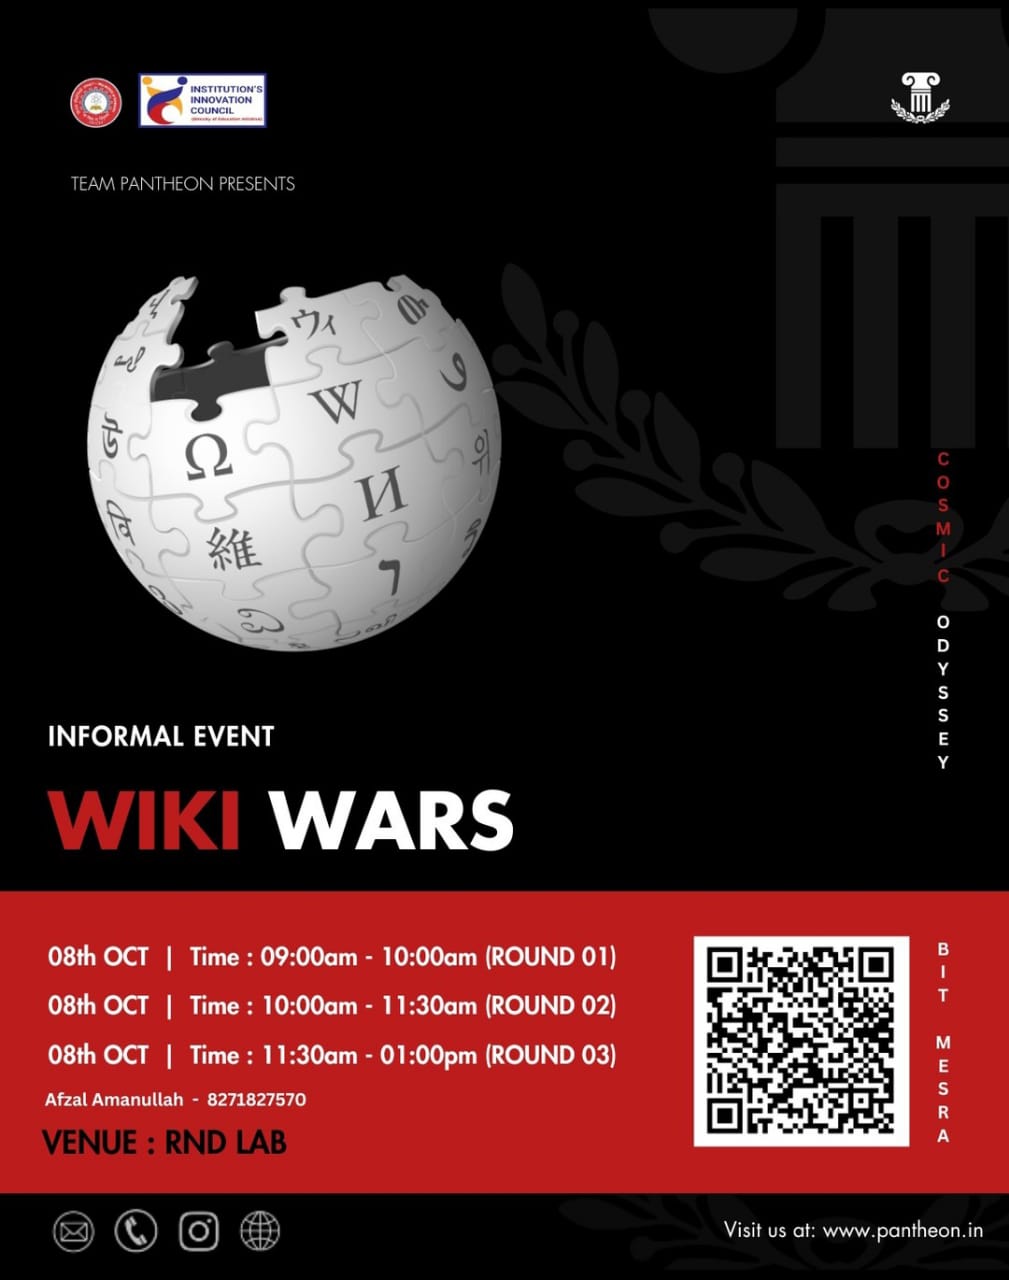 INSTITUTION'S
INNOVATION
COUNCIL
(Ministry of Education Initiative)
TEAM PANTHEON PRESENTS
ウィ
W
Ω
И
위
維
वि
7
COSMIC ODYSSEY
INFORMAL EVENT
WIKI WARS
08th OCT | Time : 09:00am - 10:00am (ROUND 01)
08th OCT | Time : 10:00am - 11:30am (ROUND 02)
08th OCT | Time : 11:30am - 01:00pm (ROUND 03)
Afzal Amanullah - 8271827570
VENUE : RND LAB
BIT MESRA
Visit us at: www.pantheon.in